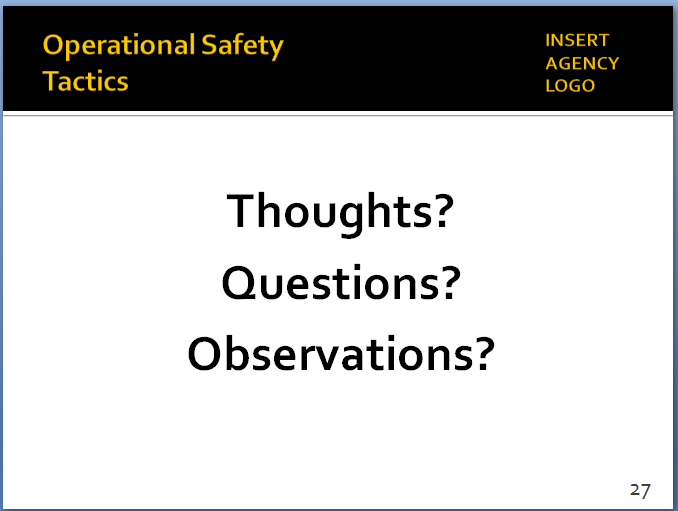 Operational Safety
Tactics
INSERT
AGENCY
LOGO
Thoughts?
Questions?
Observations?
27